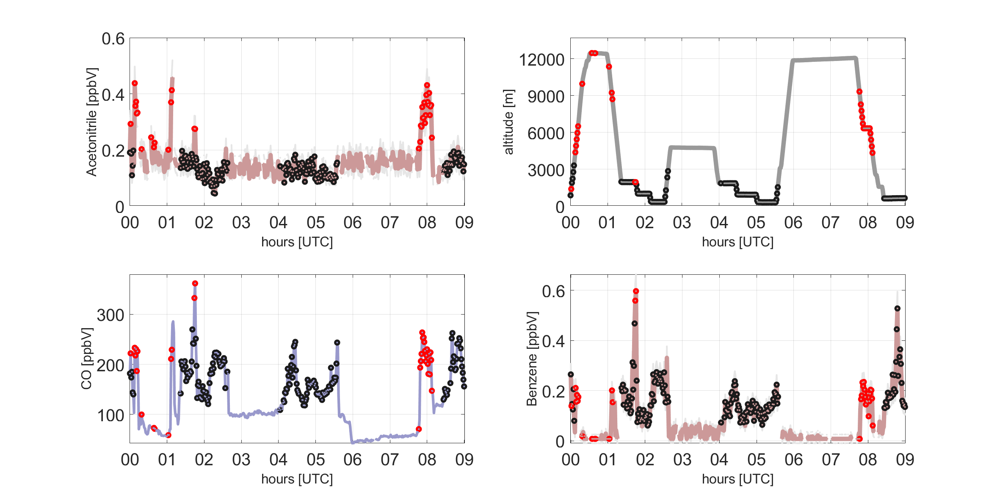 Acetonitrile [ppbV]
0.6
0.4
0.2
0
00 01 02 03 04 05 06 07 08 09
hours [UTC]
altitude [m]
12000
9000
6000
3000
0
00 01 02 03 04 05 06 07 08 09
hours [UTC]
CO [ppbV]
300
200
100
00 01 02 03 04 05 06 07 08 09
hours [UTC]
Benzene [ppbV]
0.6
0.4
0.2
0
00 01 02 03 04 05 06 07 08 09
hours [UTC]